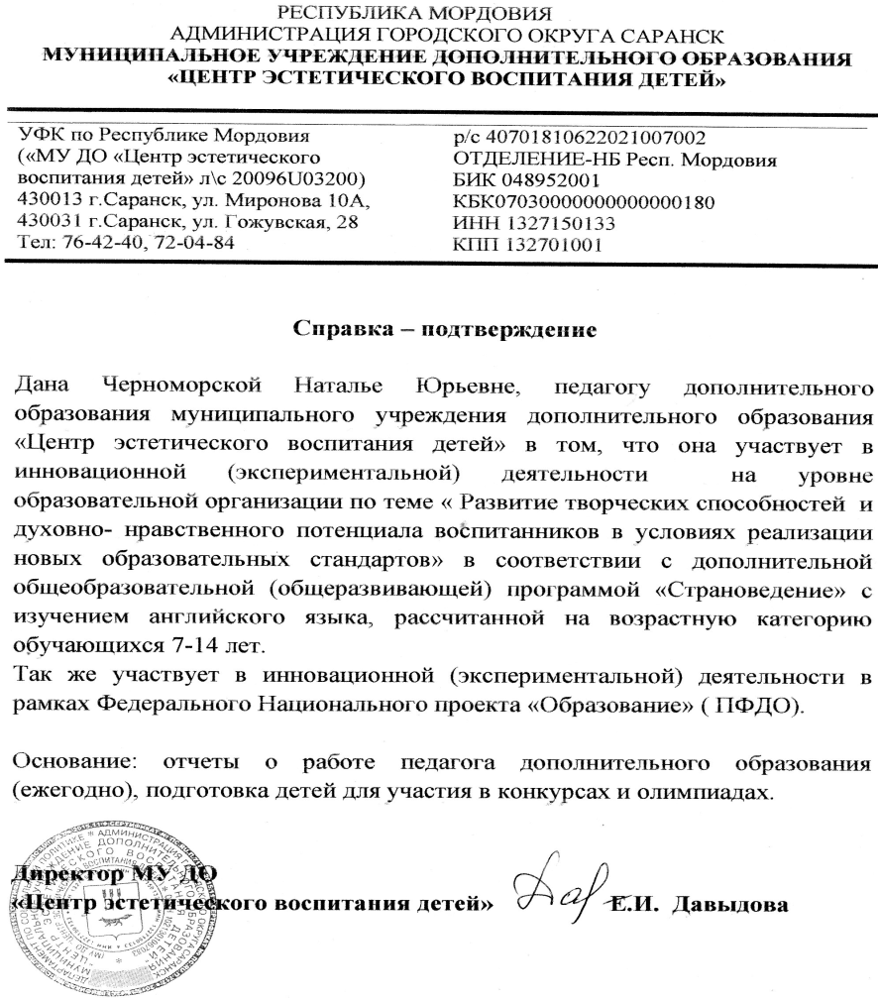 РЕСПУБЛИКА МОРДОВИЯ
АДМИНИСТРАЦИЯ ГОРОДСКОГО ОКРУГА САРАНСК
МУНИЦИПАЛЬНОЕ УЧРЕЖДЕНИЕ ДОПОЛНИТЕЛЬНОГО ОБРАЗОВАНИЯ
«ЦЕНТР ЭСТЕТИЧЕСКОГО ВОСПИТАНИЯ ДЕТЕЙ»
УФК по Республике Мордовия
(«МУ ДО «Центр эстетического
воспитания детей» л\с 20096U03200)
430013 г.Саранск, ул. Миронова 10А,
430031 г.Саранск, ул. Гожувская, 28
Тел: 76-42-40, 72-04-84
р/с 40701810622021007002
ОТДЕЛЕНИЕ-НБ Респ. Мордовия
БИК 048952001
КБК07030000000000000180
ИНН 1327150133
КПП 132701001
Справка – подтверждение
Дана Черноморской Наталье Юрьевне, педагогу дополнительного
образования муниципального учреждения дополнительного образования
«Центр эстетического воспитания детей» в том, что она участвует в
инновационной (экспериментальной) деятельности на уровне
образовательной организации по теме « Развитие творческих способностей и
духовно- нравственного потенциала воспитанников в условиях реализации
новых образовательных стандартов» в соответствии с дополнительной
общеобразовательной (общеразвивающей) программой «Страноведение» с
изучением английского языка, рассчитанной на возрастную категорию
обучающихся 7-14 лет.
Так же участвует в инновационной (экспериментальной) деятельности в
рамках Федерального Национального проекта «Образование» ( ПФДО).
Основание: отчеты о работе педагога дополнительного образования
(ежегодно), подготовка детей для участия в конкурсах и олимпиадах.
Директор МУ ДО
«Центр эстетического воспитания детей» Е.И. Давыдова